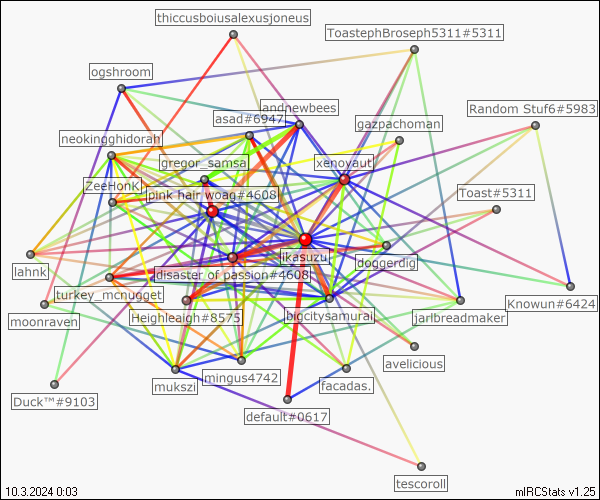 thiccusboiusalexusjoneus
ToastephBroseph5311#5311
ogshroom
andnewbees
Random Stuf6#5983
asad#6947
gazpachoman
neokingghidorah
gregor_samsa
xenoyaut
ZeeHonK
pink hair woag#4608
Toast#5311
ikasuzu
doggerdig
lahnk
disaster of passion#4608
turkey_mcnugget
Knowun#6424
moonraven
Heighleaigh#8575
bigcitysamurai
jarlbreadmaker
avelicious
mukszi
mingus4742
facadas.
Duck™#9103
default#0617
tescoroll
10.3.2024 0:03
mIRCStats v1.25